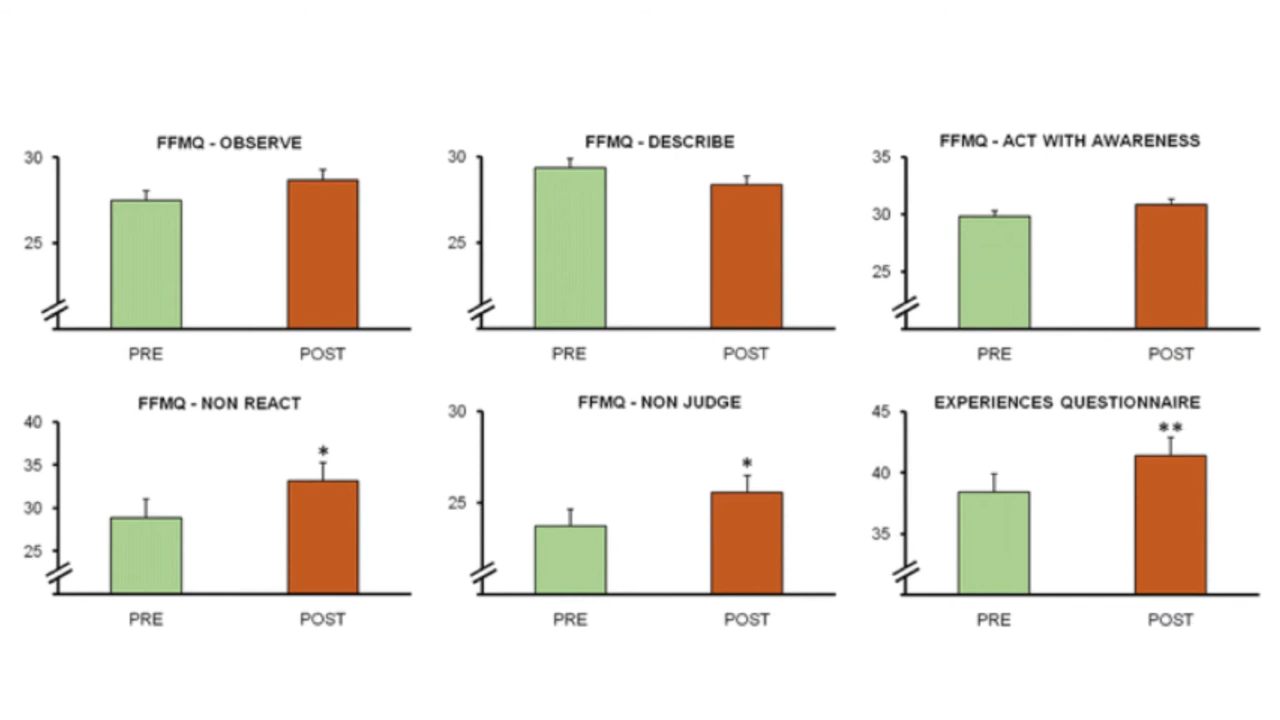 FFMQ - OBSERVE
30
25
PRE POST
FFMQ - DESCRIBE
30
25
PRE POST
FFMQ - ACT WITH AWARENESS
35
30
25
PRE POST
FFMQ - NON REACT
40
35
30
25
*
PRE POST
FFMQ - NON JUDGE
30
25
*
PRE POST
EXPERIENCES QUESTIONNAIRE
45
40
35
**
PRE POST